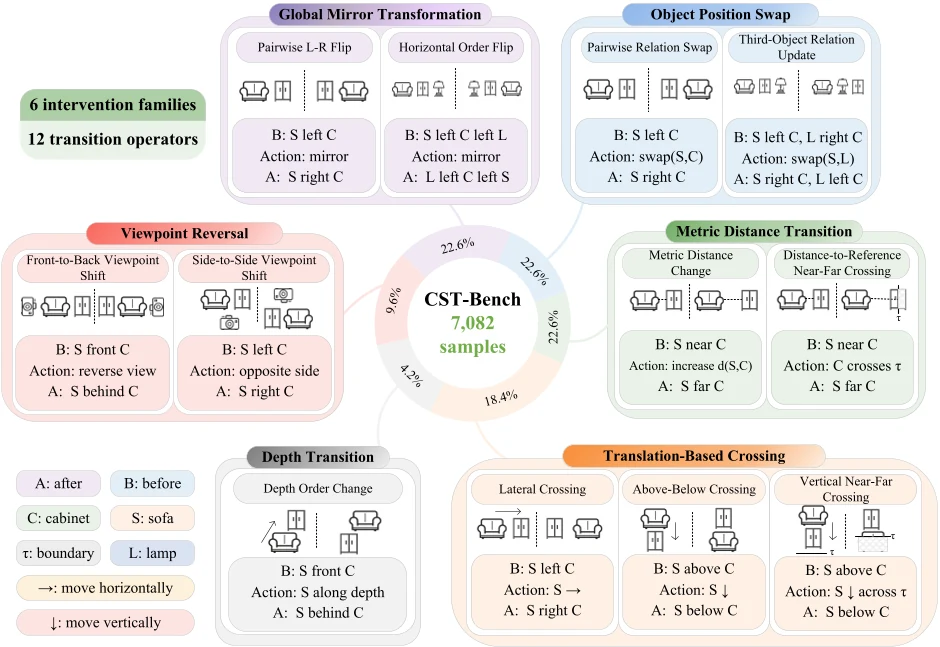 Global Mirror Transformation
Pairwise L-R Flip
Horizontal Order Flip
B: S left C
Action: mirror
A: S right C
B: S left C left L
Action: mirror
A: L left C left S
Object Position Swap
Pairwise Relation Swap
Third-Object Relation
Update
B: S left C
Action: swap(S,C)
A: S right C
B: S left C, L right C
Action: swap(S,L)
A: S right C, L left C
6 intervention families
12 transition operators
Viewpoint Reversal
Front-to-Back Viewpoint
Shift
Side-to-Side Viewpoint
Shift
B: S front C
Action: reverse view
A: S behind C
B: S left C
Action: opposite side
A: S right C
22.6%
22.6%
22.6%
18.4%
4.2%
9.6%
CST-Bench
7,082
samples
Metric Distance Transition
Metric Distance
Change
Distance-to-Reference
Near-Far Crossing
τ
B: S near C
Action: increase d(S,C)
A: S far C
B: S near C
Action: C crosses τ
A: S far C
Depth Transition
Depth Order Change
B: S front C
Action: S along depth
A: S behind C
Translation-Based Crossing
Lateral Crossing
Above-Below Crossing
Vertical Near-Far
Crossing
→
↓
↓
τ
τ
B: S left C
Action: S →
A: S right C
B: S above C
Action: S ↓
A: S below C
B: S above C
Action: S ↓ across τ
A: S below C
A: after
B: before
C: cabinet
S: sofa
τ: boundary
L: lamp
→: move horizontally
↓: move vertically